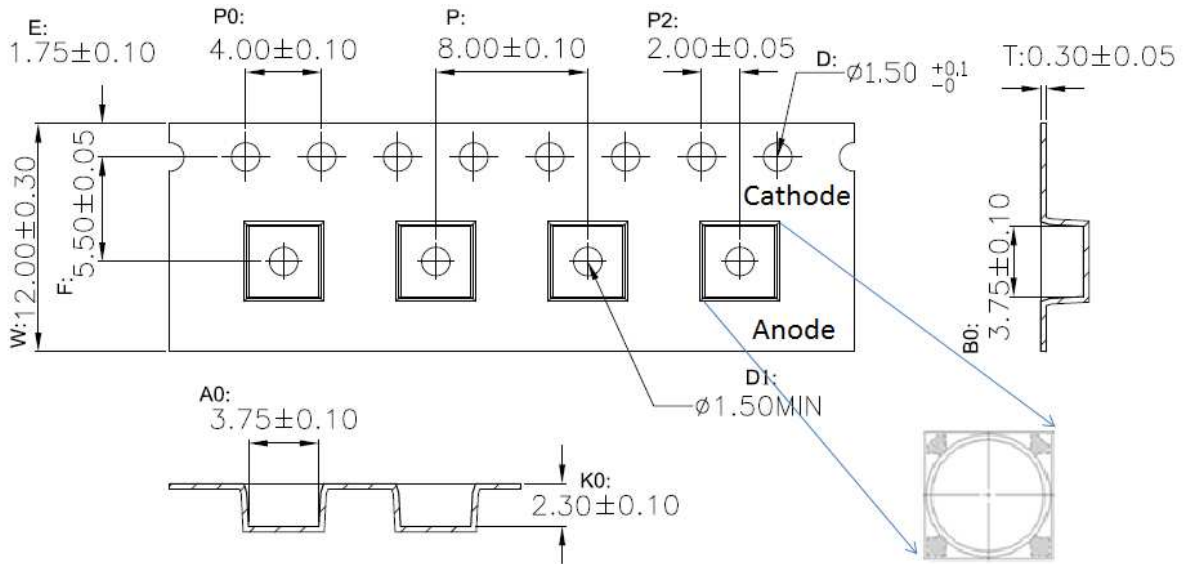 E:
1.75±0.10
P0:
4.00±0.10
P:
8.00±0.10
P2:
2.00±0.05
D:
⌀1.50 +0.1 -0
T:0.30±0.05
W:12.00±0.30
F:5.50±0.05
Cathode
Anode
B0:
3.75±0.10
D1:
⌀1.50MIN
A0:
3.75±0.10
K0:
2.30±0.10